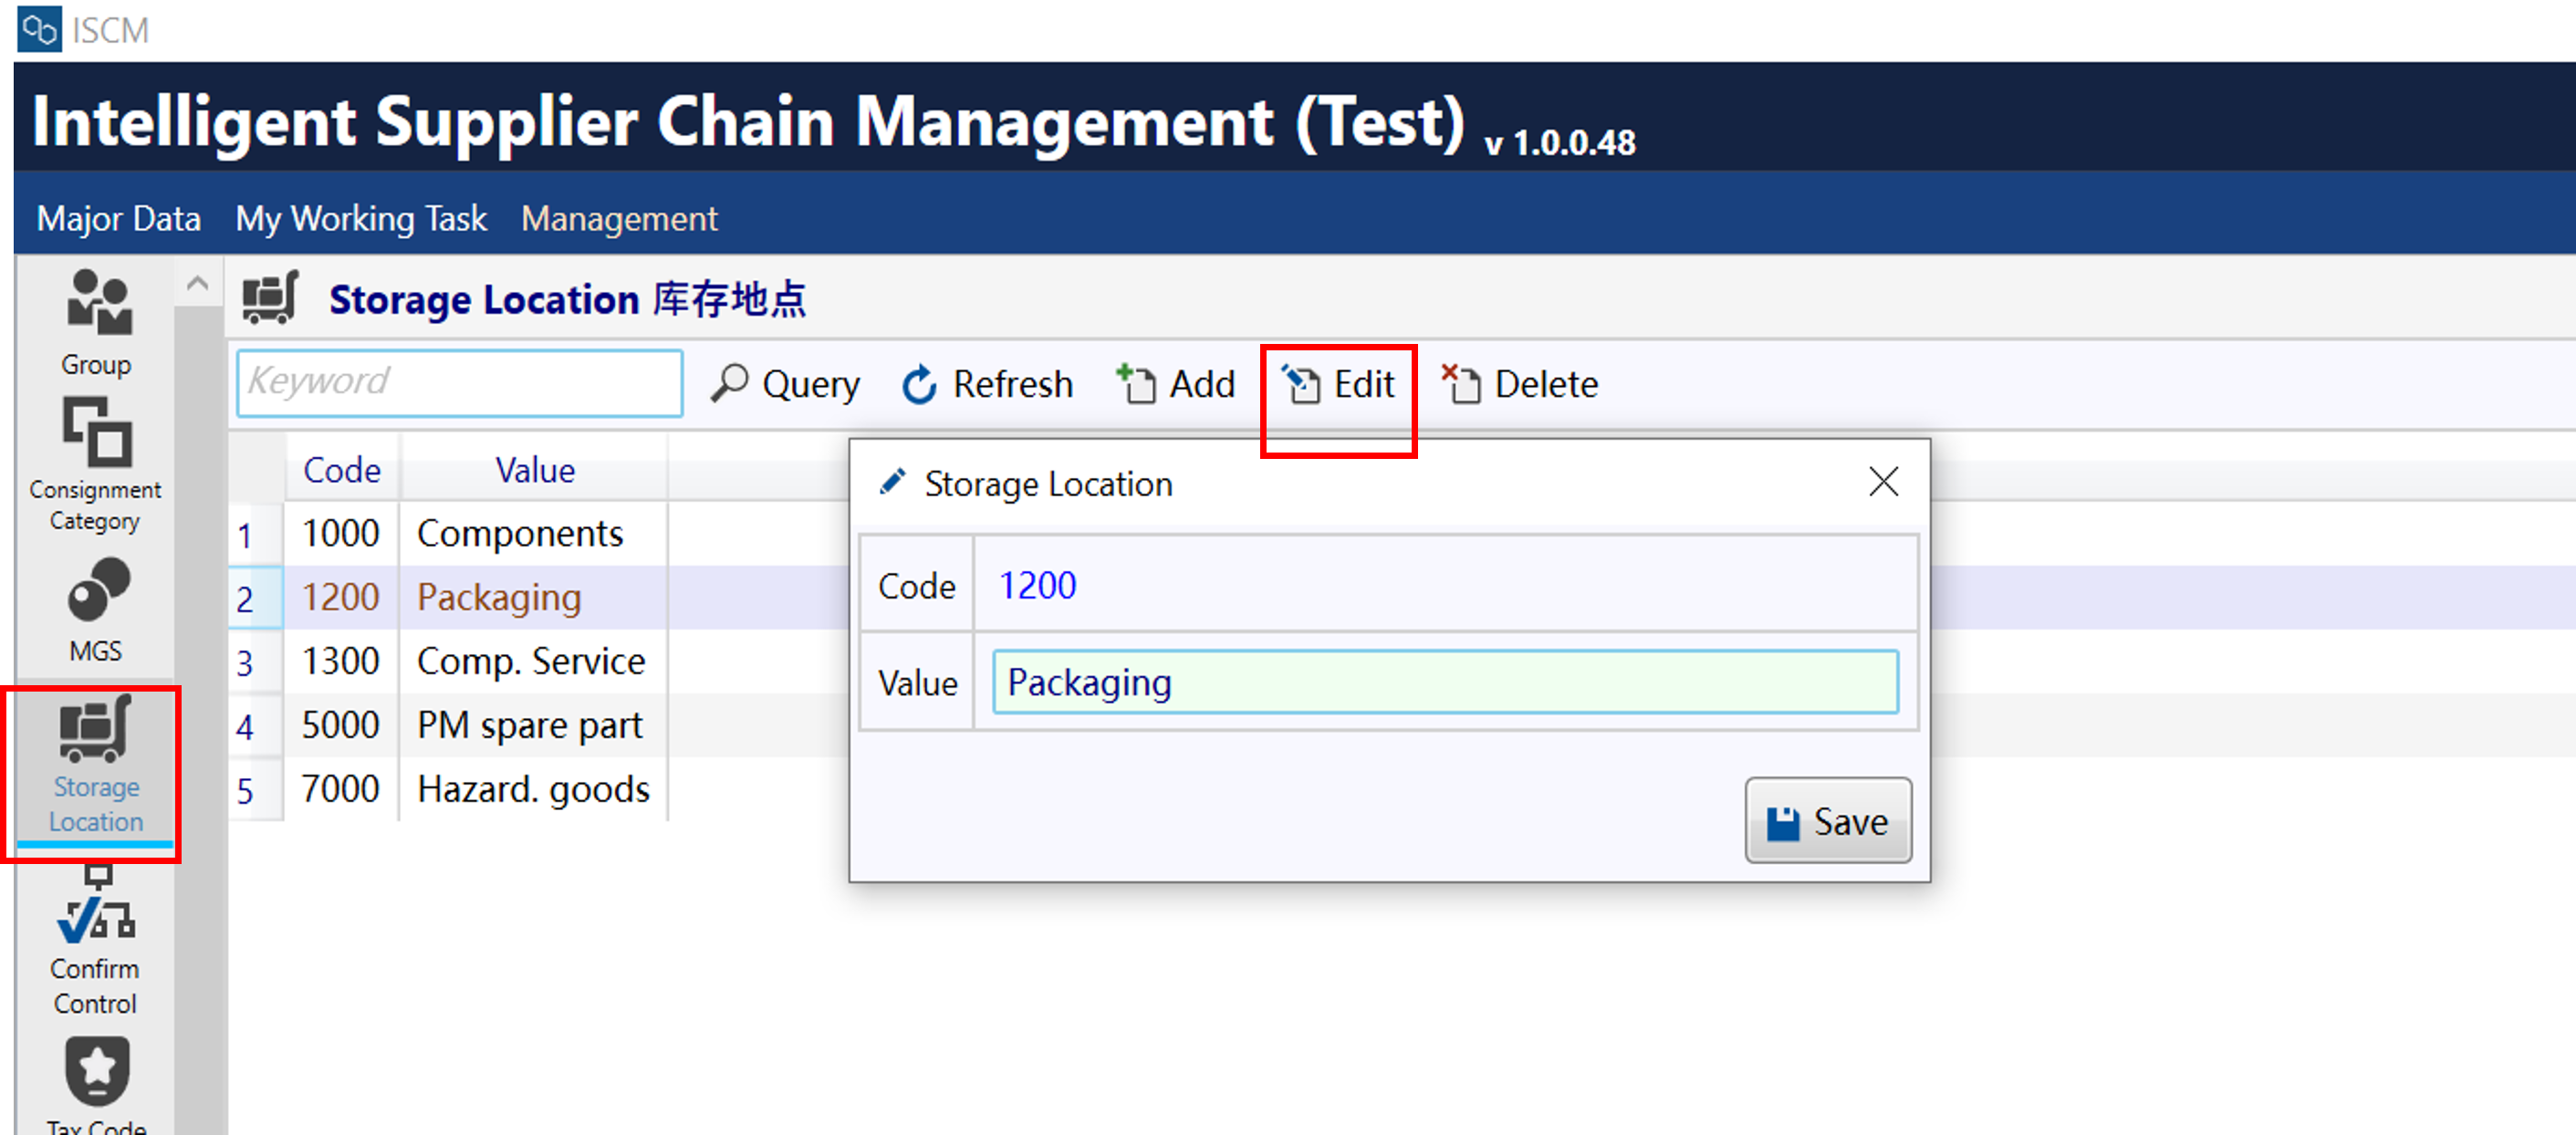 ISCM
Intelligent Supplier Chain Management (Test) v 1.0.0.48
Major Data My Working Task Management
Group
Consignment
Category
MGS
Storage
Location
Confirm
Control
Tax Code
Storage Location 库存地点
Keyword Query Refresh Add Edit Delete
Code Value
1 1000 Components
2 1200 Packaging
3 1300 Comp. Service
4 5000 PM spare part
5 7000 Hazard. goods
Storage Location
Code 1200
Value Packaging
Save